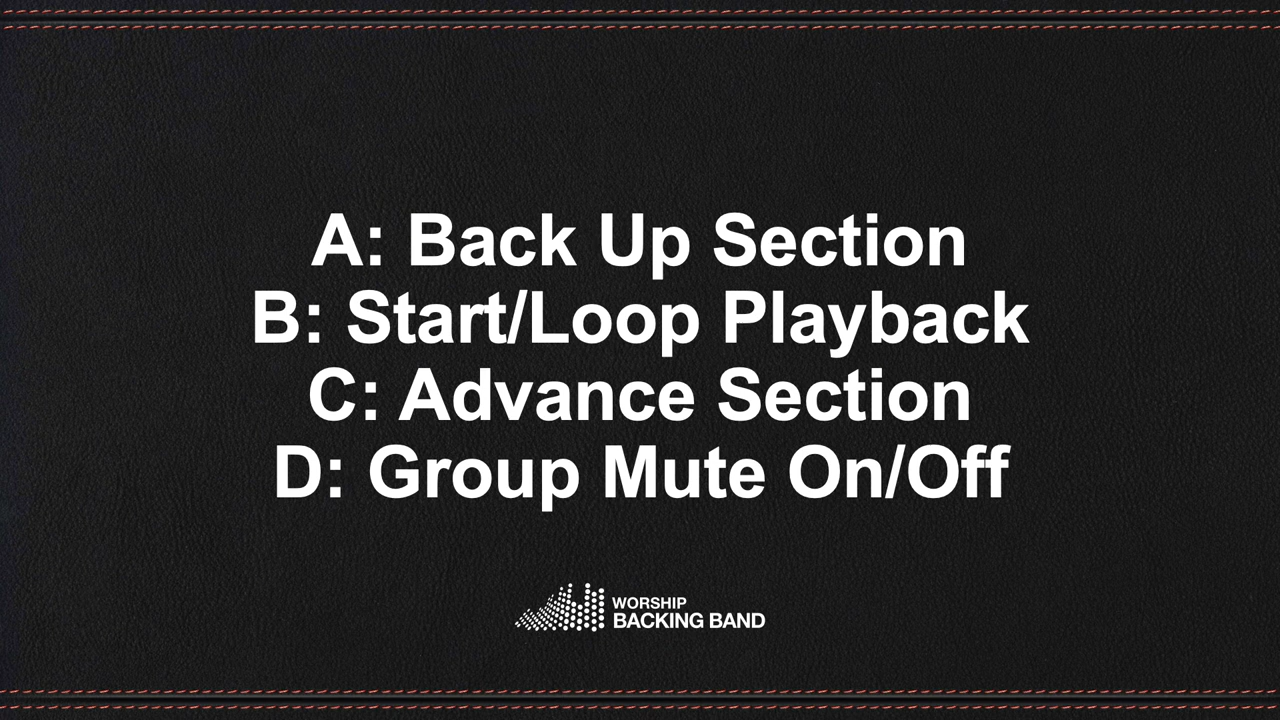 A: Back Up Section
B: Start/Loop Playback
C: Advance Section
D: Group Mute On/Off
WORSHIP
BACKING BAND